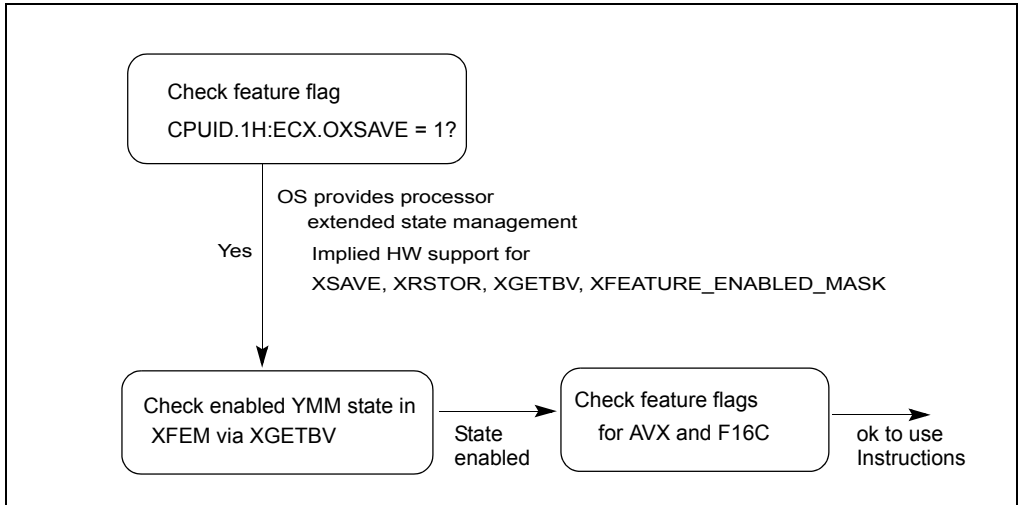 Check feature flag
CPUID.1H:ECX.OXSAVE = 1?
OS provides processor
extended state management
Yes
Implied HW support for
XSAVE, XRSTOR, XGETBV, XFEATURE_ENABLED_MASK
Check enabled YMM state in
XFEM via XGETBV
State
enabled
Check feature flags
for AVX and F16C
ok to use
Instructions